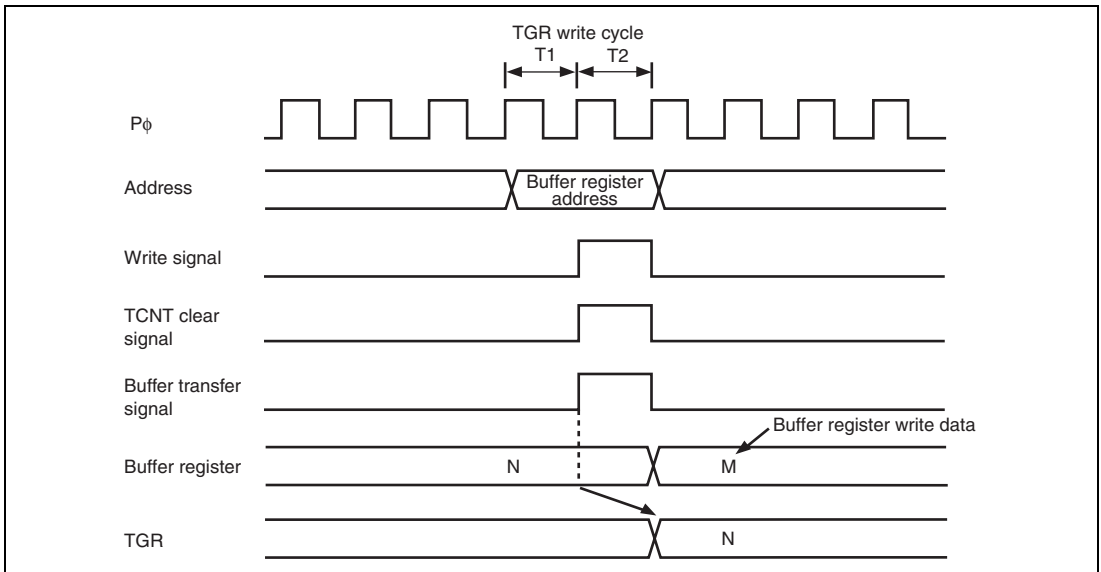 TGR write cycle
T1 T2
Pϕ
Address
Buffer register
address
Write signal
TCNT clear
signal
Buffer transfer
signal
Buffer register write data
Buffer register
N
M
TGR
N